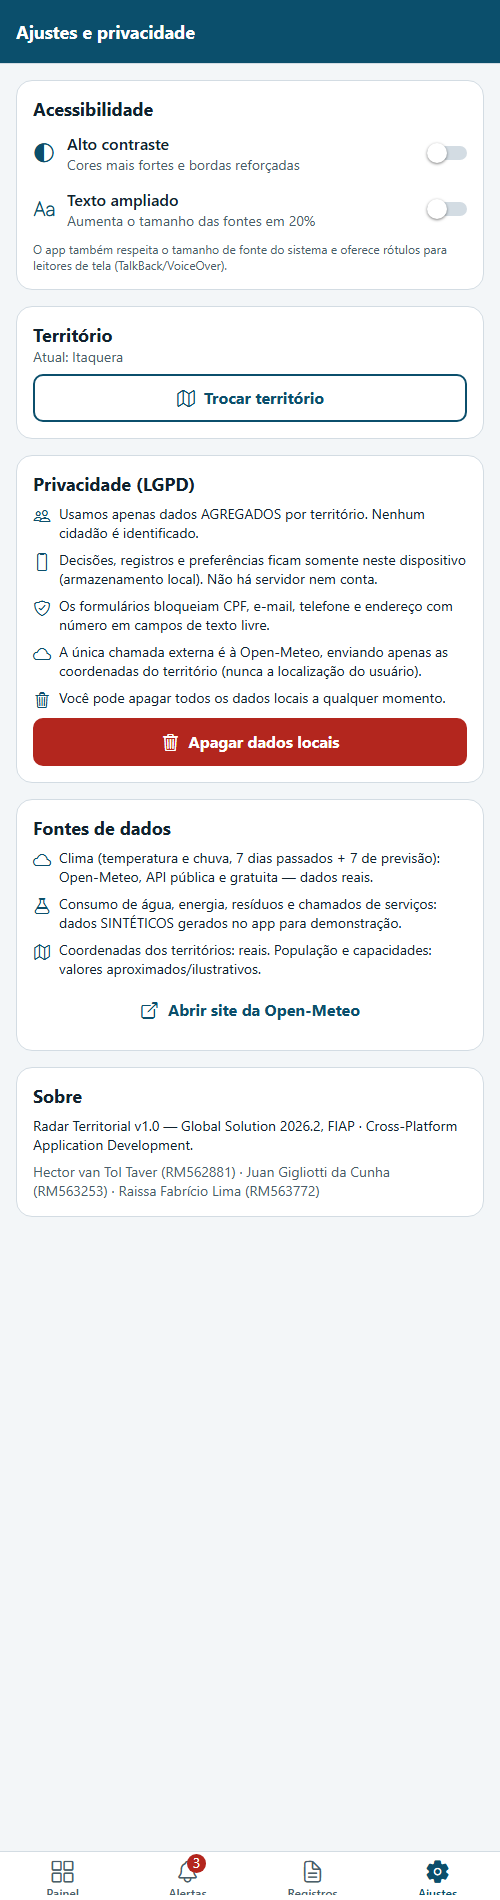 Ajustes e privacidade
Acessibilidade
Alto contraste
Cores mais fortes e bordas reforçadas
Aa
Texto ampliado
Aumenta o tamanho das fontes em 20%
O app também respeita o tamanho de fonte do sistema e oferece rótulos para
leitores de tela (TalkBack/VoiceOver).
Território
Atual: Itaquera
Trocar território
Privacidade (LGPD)
Usamos apenas dados AGREGADOS por território. Nenhum
cidadão é identificado.
Decisões, registros e preferências ficam somente neste dispositivo
(armazenamento local). Não há servidor nem conta.
Os formulários bloqueiam CPF, e-mail, telefone e endereço com
número em campos de texto livre.
A única chamada externa é à Open-Meteo, enviando apenas as
coordenadas do território (nunca a localização do usuário).
Você pode apagar todos os dados locais a qualquer momento.
Apagar dados locais
Fontes de dados
Clima (temperatura e chuva, 7 dias passados + 7 de previsão):
Open-Meteo, API pública e gratuita — dados reais.
Consumo de água, energia, resíduos e chamados de serviços:
dados SINTÉTICOS gerados no app para demonstração.
Coordenadas dos territórios: reais. População e capacidades:
valores aproximados/ilustrativos.
Abrir site da Open-Meteo
Sobre
Radar Territorial v1.0 — Global Solution 2026.2, FIAP · Cross-Platform
Application Development.
Hector van Tol Taver (RM562881) · Juan Gigliotti da Cunha
(RM563253) · Raissa Fabrício Lima (RM563772)
3
Painel
Alertas
Registros
Ajustes